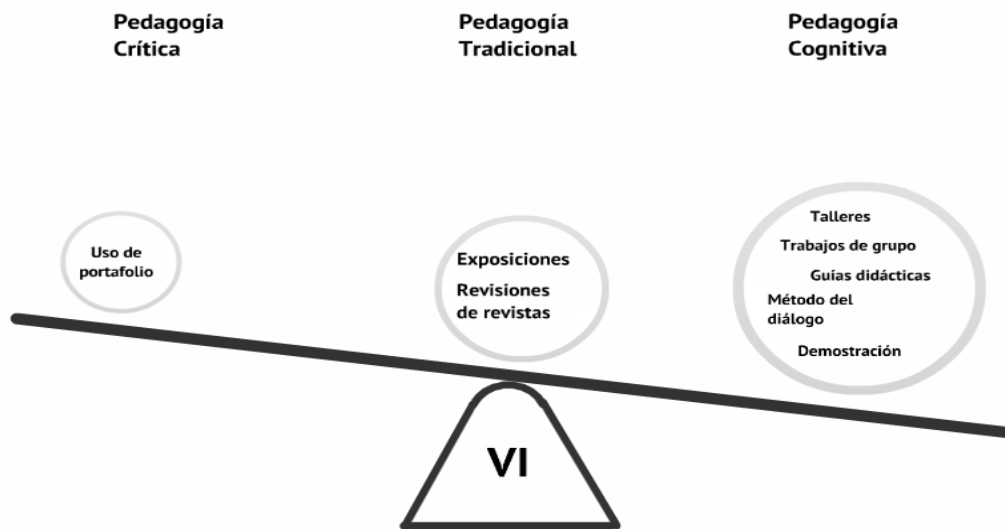 Pedagogía
Crítica
Pedagogía
Tradicional
Pedagogía
Cognitiva
Uso de
portafolio
Exposiciones
Revisiones
de revistas
Talleres
Trabajos de grupo
Guías didácticas
Método del
diálogo
Demostración
VI